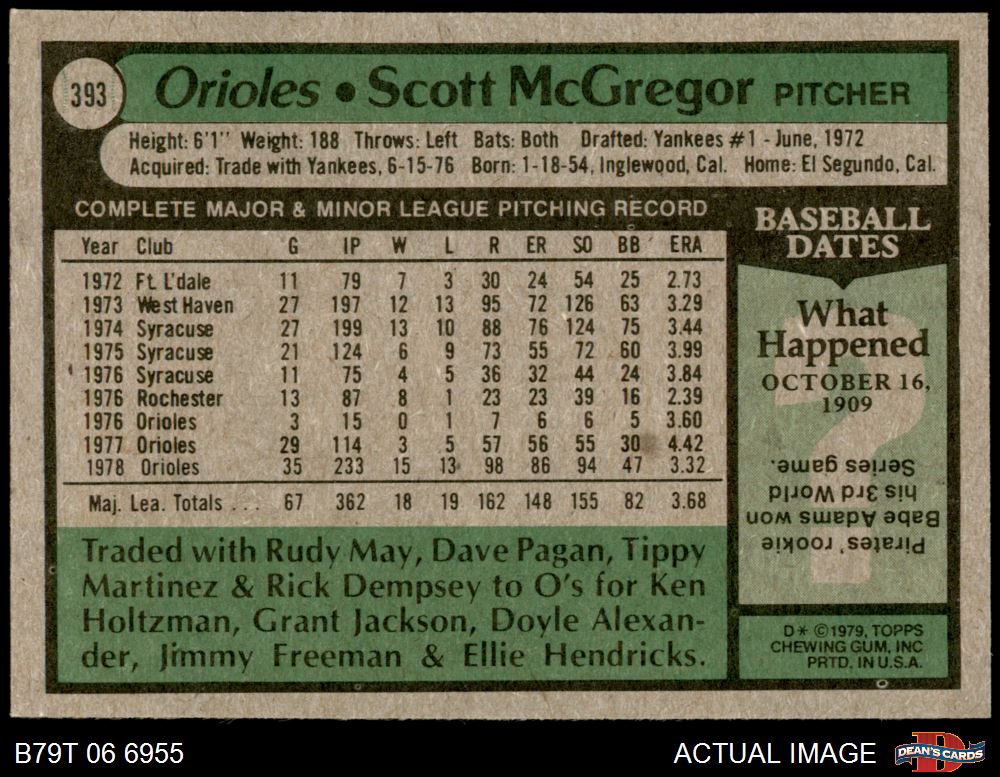 393
Orioles • Scott McGregor PITCHER
Height: 6'1" Weight: 188 Throws: Left Bats: Both Drafted: Yankees #1 - June, 1972
Acquired: Trade with Yankees, 6-15-76 Born: 1-18-54, Inglewood, Cal. Home: El Segundo, Cal.
COMPLETE MAJOR & MINOR LEAGUE PITCHING RECORD
Year Club G IP W L R ER SO BB ERA
1972 Ft. L'dale 11 79 7 3 30 24 54 25 2.73
1973 West Haven 27 197 12 13 95 72 126 63 3.29
1974 Syracuse 27 199 13 10 88 76 124 75 3.44
1975 Syracuse 21 124 6 9 73 55 72 60 3.99
1976 Syracuse 11 75 4 5 36 32 44 24 3.84
1976 Rochester 13 87 8 1 23 23 39 16 2.39
1976 Orioles 3 15 0 1 7 6 6 5 3.60
1977 Orioles 29 114 3 5 57 56 55 30 4.42
1978 Orioles 35 233 15 13 98 86 94 47 3.32
Maj. Lea. Totals ... 67 362 18 19 162 148 155 82 3.68
Traded with Rudy May, Dave Pagan, Tippy
Martinez & Rick Dempsey to O's for Ken
Holtzman, Grant Jackson, Doyle Alexan-
der, Jimmy Freeman & Ellie Hendricks.
BASEBALL
DATES
?
What
Happened
OCTOBER 16,
1909
Pirates' rookie
Babe Adams won
his 3rd World
Series game.
D* ©1979, TOPPS
CHEWING GUM, INC
PRTD. IN U.S.A.
B79T 06 6955
ACTUAL IMAGE
D
DEAN'S CARDS